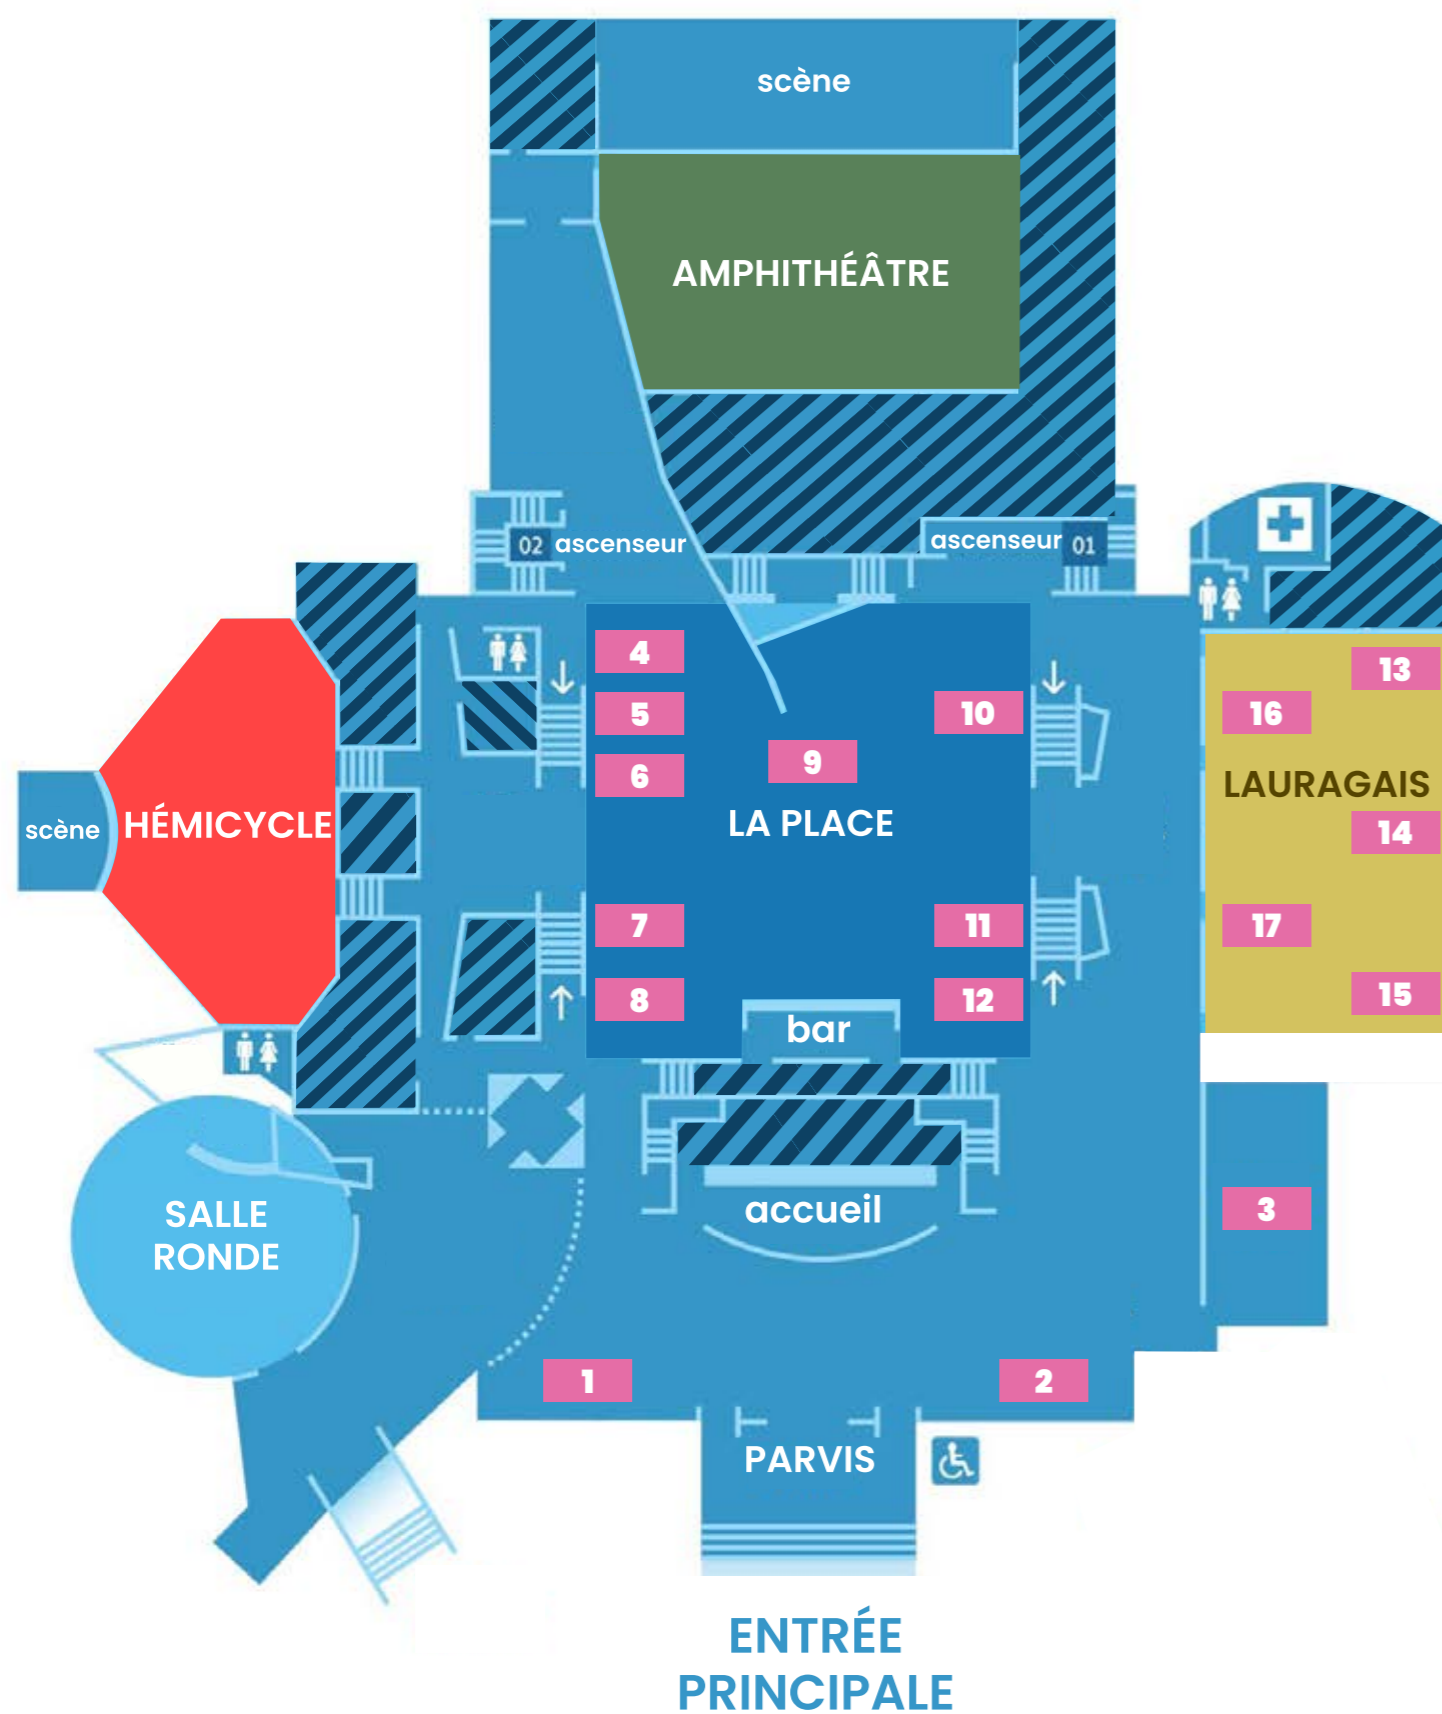 scène
AMPHITHÉÂTRE
02 ascenseur
ascenseur 01
4
5
6
10
9
LA PLACE
7
8
11
12
bar
13
16
LAURAGAIS
14
17
15
scène
HÉMICYCLE
SALLE
RONDE
accueil
3
1
2
PARVIS
ENTRÉE
PRINCIPALE